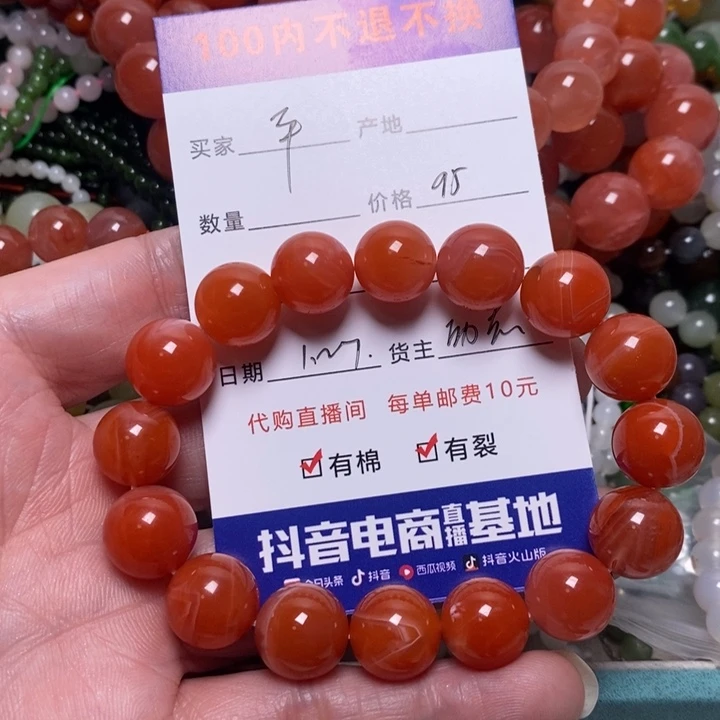 100内不退不换
买家 平 产地
数量 价格 95
日期 1.27. 货主
代购直播间 每单邮费10元
☑有棉 ☑有裂
抖音电商直播基地
今日头条 抖音 西瓜视频 抖音火山版